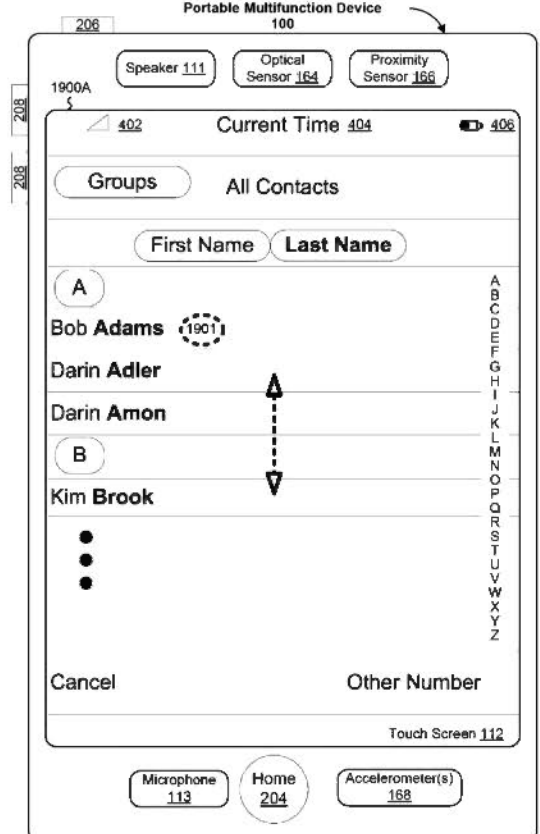 Portable Multifunction Device
100
206
Speaker 111
Optical
Sensor 164
Proximity
Sensor 166
1900A
208
208
402
Current Time 404
406
Groups
All Contacts
First Name
Last Name
A
Bob Adams
1901
Darin Adler
Darin Amon
B
Kim Brook
A
B
C
D
E
F
G
H
I
J
K
L
M
N
O
P
Q
R
S
T
U
V
W
X
Y
Z
Cancel
Other Number
Touch Screen 112
Microphone
113
Home
204
Accelerometer(s)
168